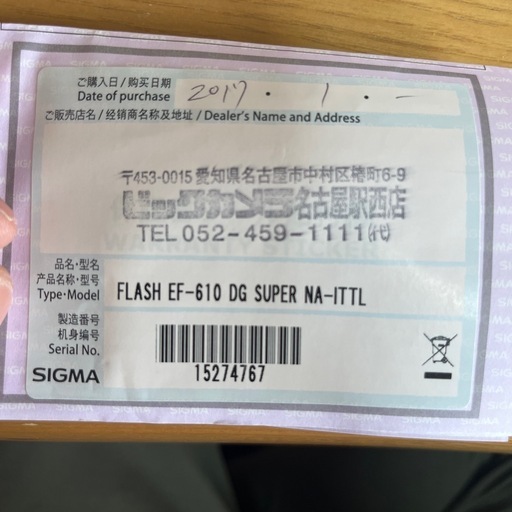 ご購入日 / 购买日期
Date of purchase
2017 ・ 1 ・ –
ご販売店名 / 经销商名称及地址 / Dealer's Name and Address
〒453-0015 愛知県名古屋市中村区椿町6-9
ビックカメラ名古屋駅西店
TEL 052-459-1111㈹
WARRANTY STICKER
品名・型名
产品名称・型号
Type・Model
FLASH EF-610 DG SUPER NA-ITTL
製造番号
机身编号
Serial No.
15274767
SIGMA